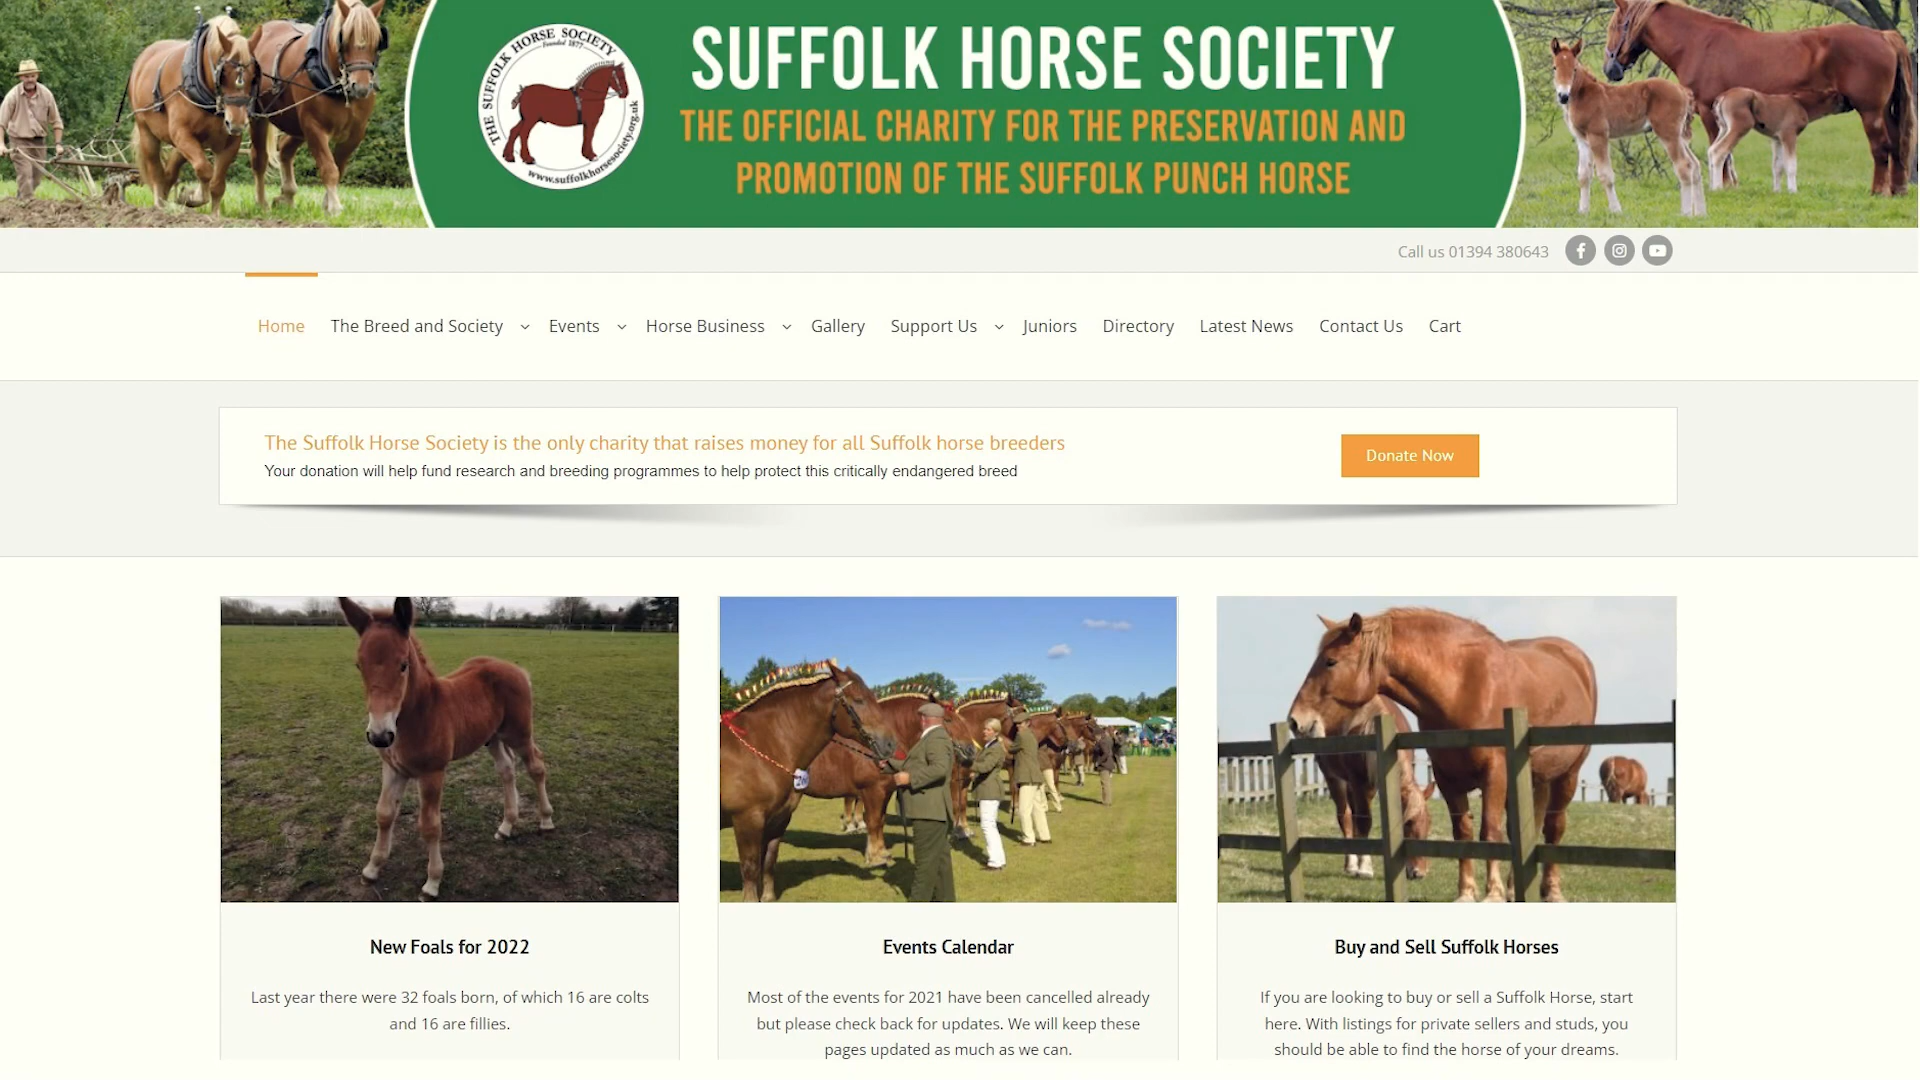 THE SUFFOLK HORSE SOCIETY
Founded 1877
www.suffolkhorsesociety.org.uk
SUFFOLK HORSE SOCIETY
THE OFFICIAL CHARITY FOR THE PRESERVATION AND
PROMOTION OF THE SUFFOLK PUNCH HORSE
Call us 01394 380643
Home The Breed and Society Events Horse Business Gallery Support Us Juniors Directory Latest News Contact Us Cart
The Suffolk Horse Society is the only charity that raises money for all Suffolk horse breeders
Your donation will help fund research and breeding programmes to help protect this critically endangered breed
Donate Now
New Foals for 2022
Last year there were 32 foals born, of which 16 are colts
and 16 are fillies.
Events Calendar
Most of the events for 2021 have been cancelled already
but please check back for updates. We will keep these
pages updated as much as we can.
Buy and Sell Suffolk Horses
If you are looking to buy or sell a Suffolk Horse, start
here. With listings for private sellers and studs, you
should be able to find the horse of your dreams.